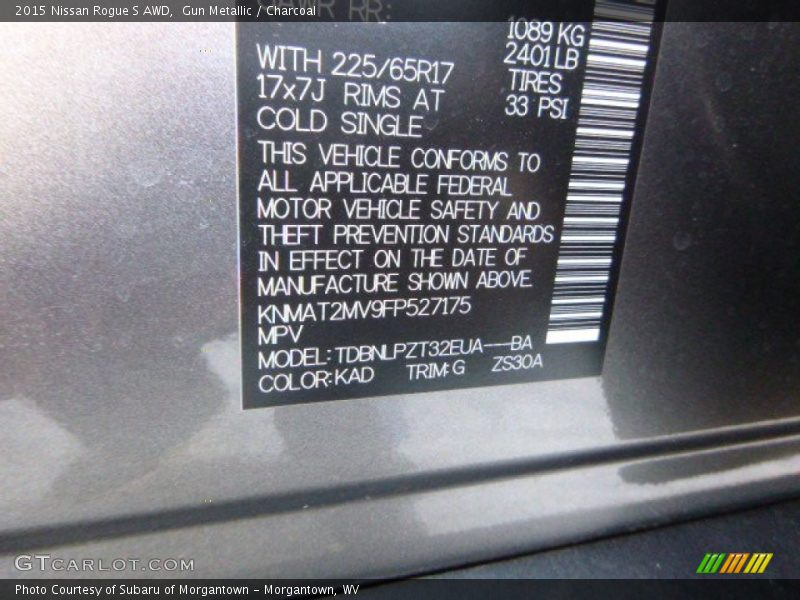 2015 Nissan Rogue S AWD, Gun Metallic / Charcoal
GAWR RR:
1089 KG
2401 LB
WITH 225/65R17 TIRES
17x7J RIMS AT 33 PSI
COLD SINGLE
THIS VEHICLE CONFORMS TO
ALL APPLICABLE FEDERAL
MOTOR VEHICLE SAFETY AND
THEFT PREVENTION STANDARDS
IN EFFECT ON THE DATE OF
MANUFACTURE SHOWN ABOVE.
KNMAT2MV9FP527175
MPV
MODEL:TDBNLPZT32EUA---BA
COLOR:KAD TRIM:G ZS30A
GTCARLOT.COM
Photo Courtesy of Subaru of Morgantown - Morgantown, WV